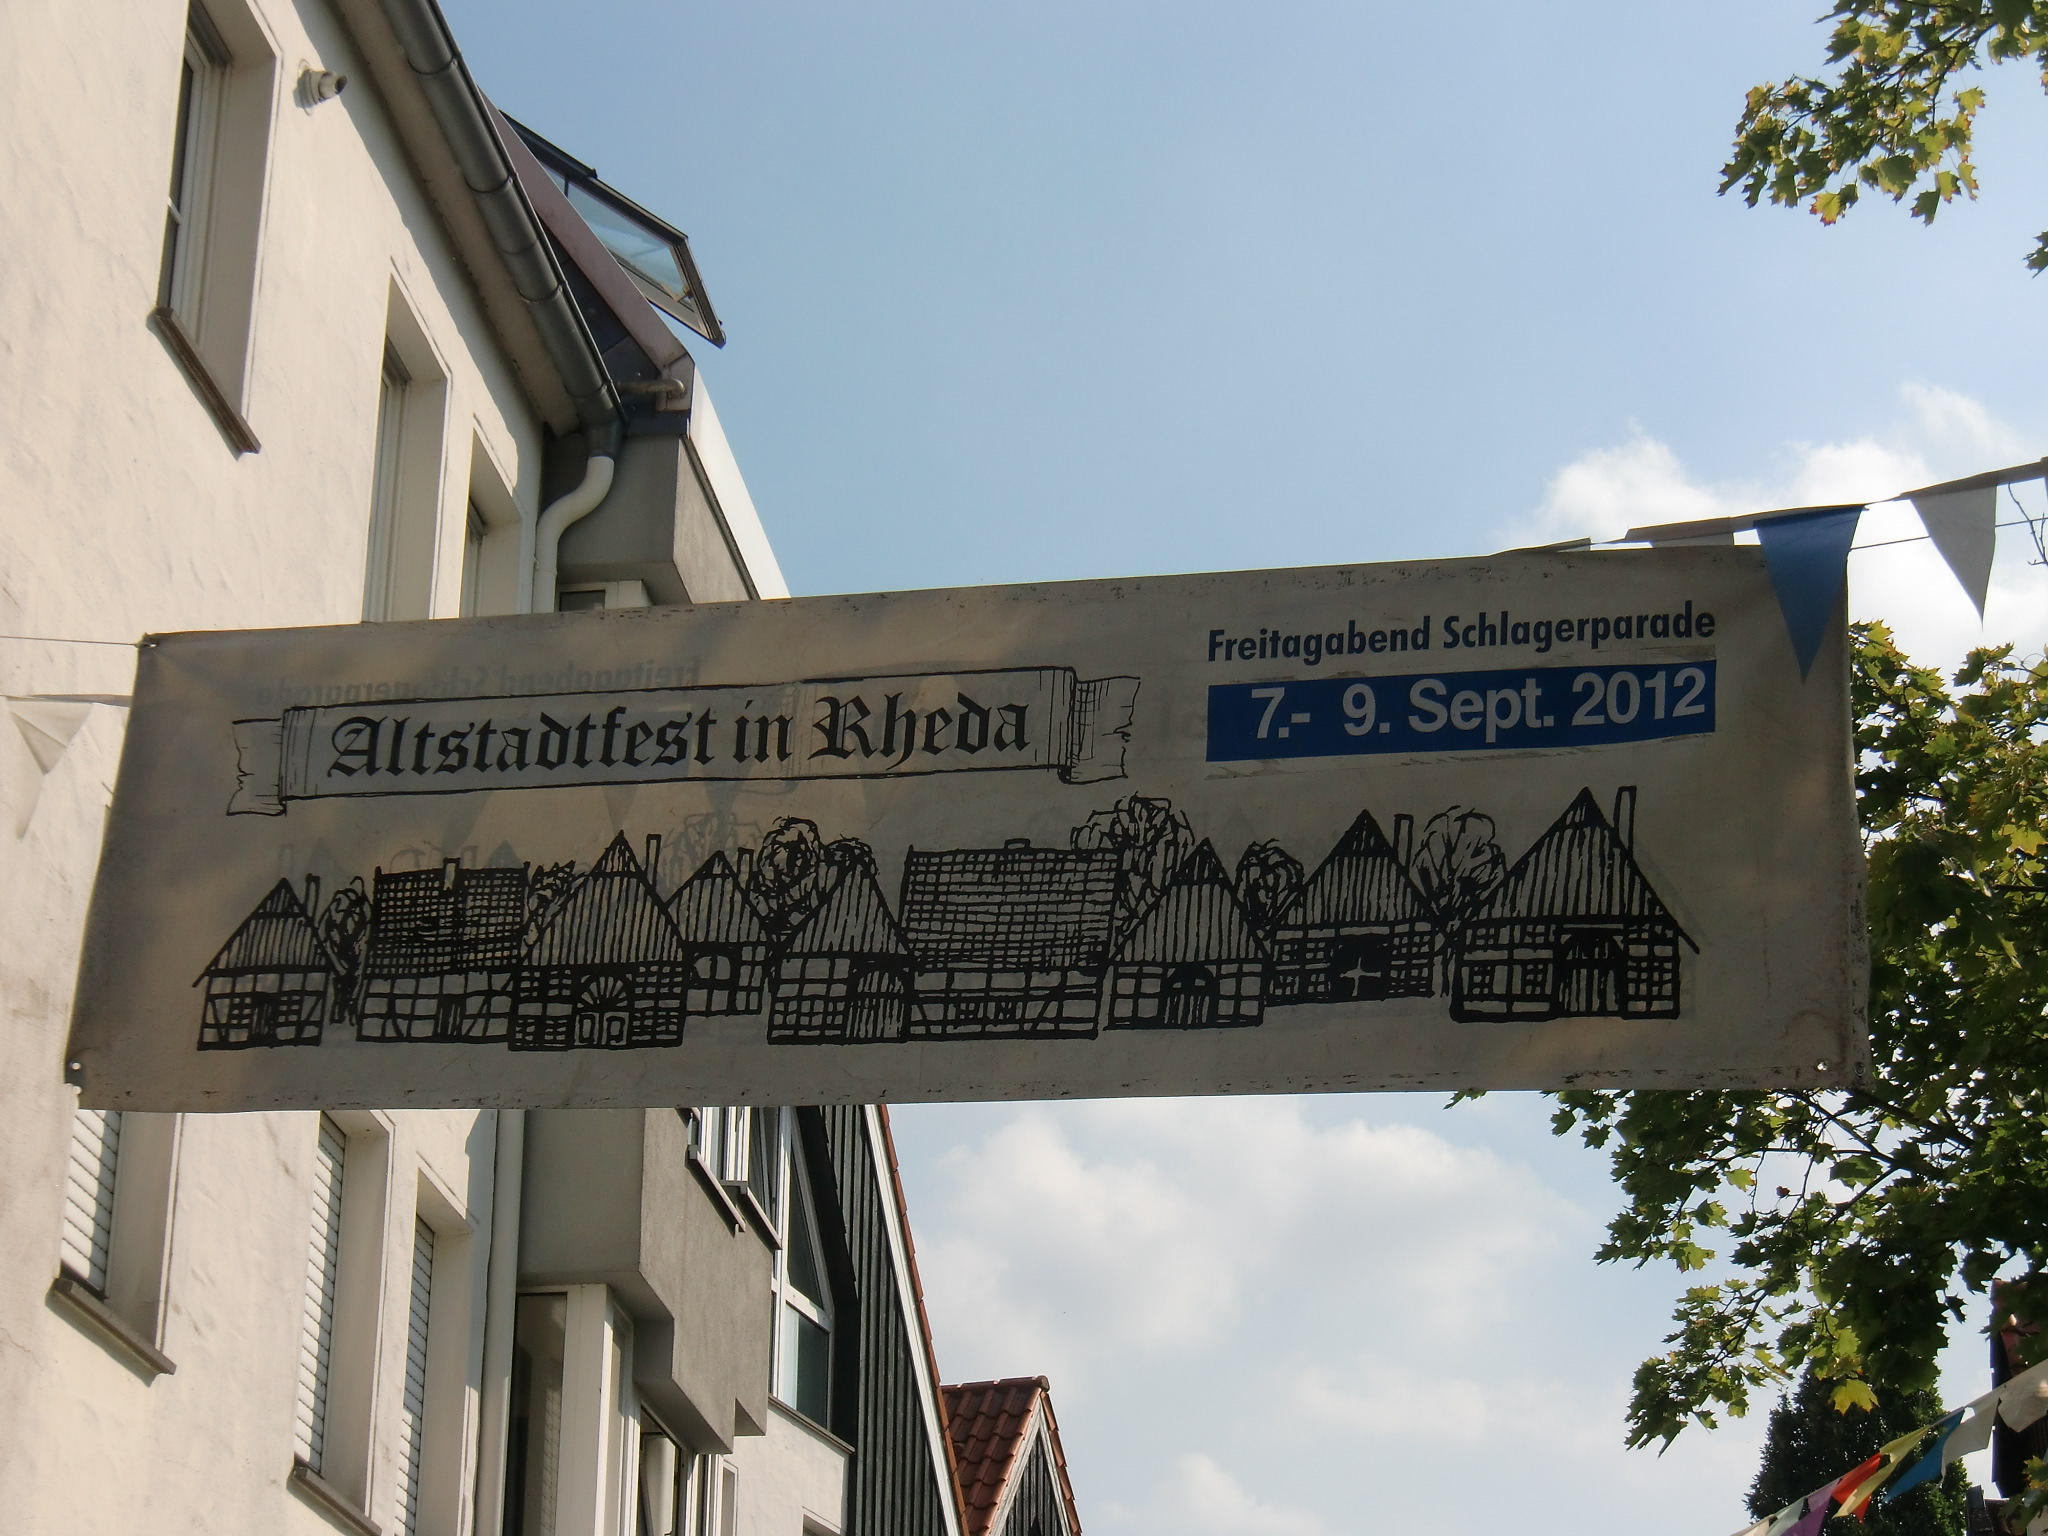 Freitagabend Schlagerparade
Altstadtfest in Rheda
7.- 9. Sept. 2012